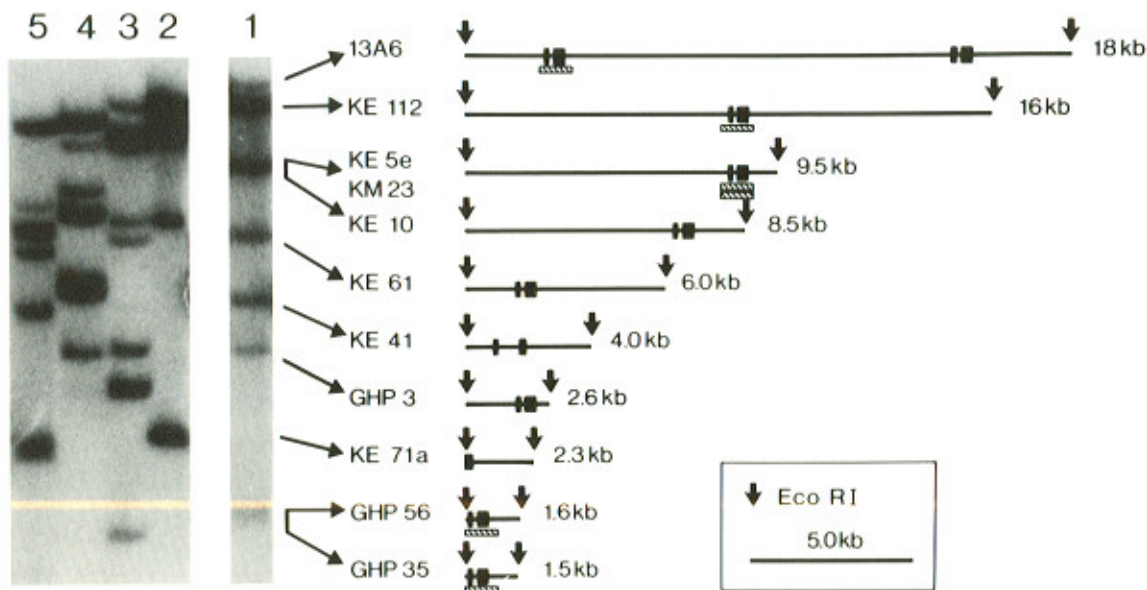 5 4 3 2 1
13A6 18 kb
KE 112 16 kb
KE 5e 9.5 kb
KM 23
KE 10 8.5 kb
KE 61 6.0 kb
KE 41 4.0 kb
GHP 3 2.6 kb
KE 71a 2.3 kb
GHP 56 1.6 kb
GHP 35 1.5 kb
Eco RI
5.0 kb